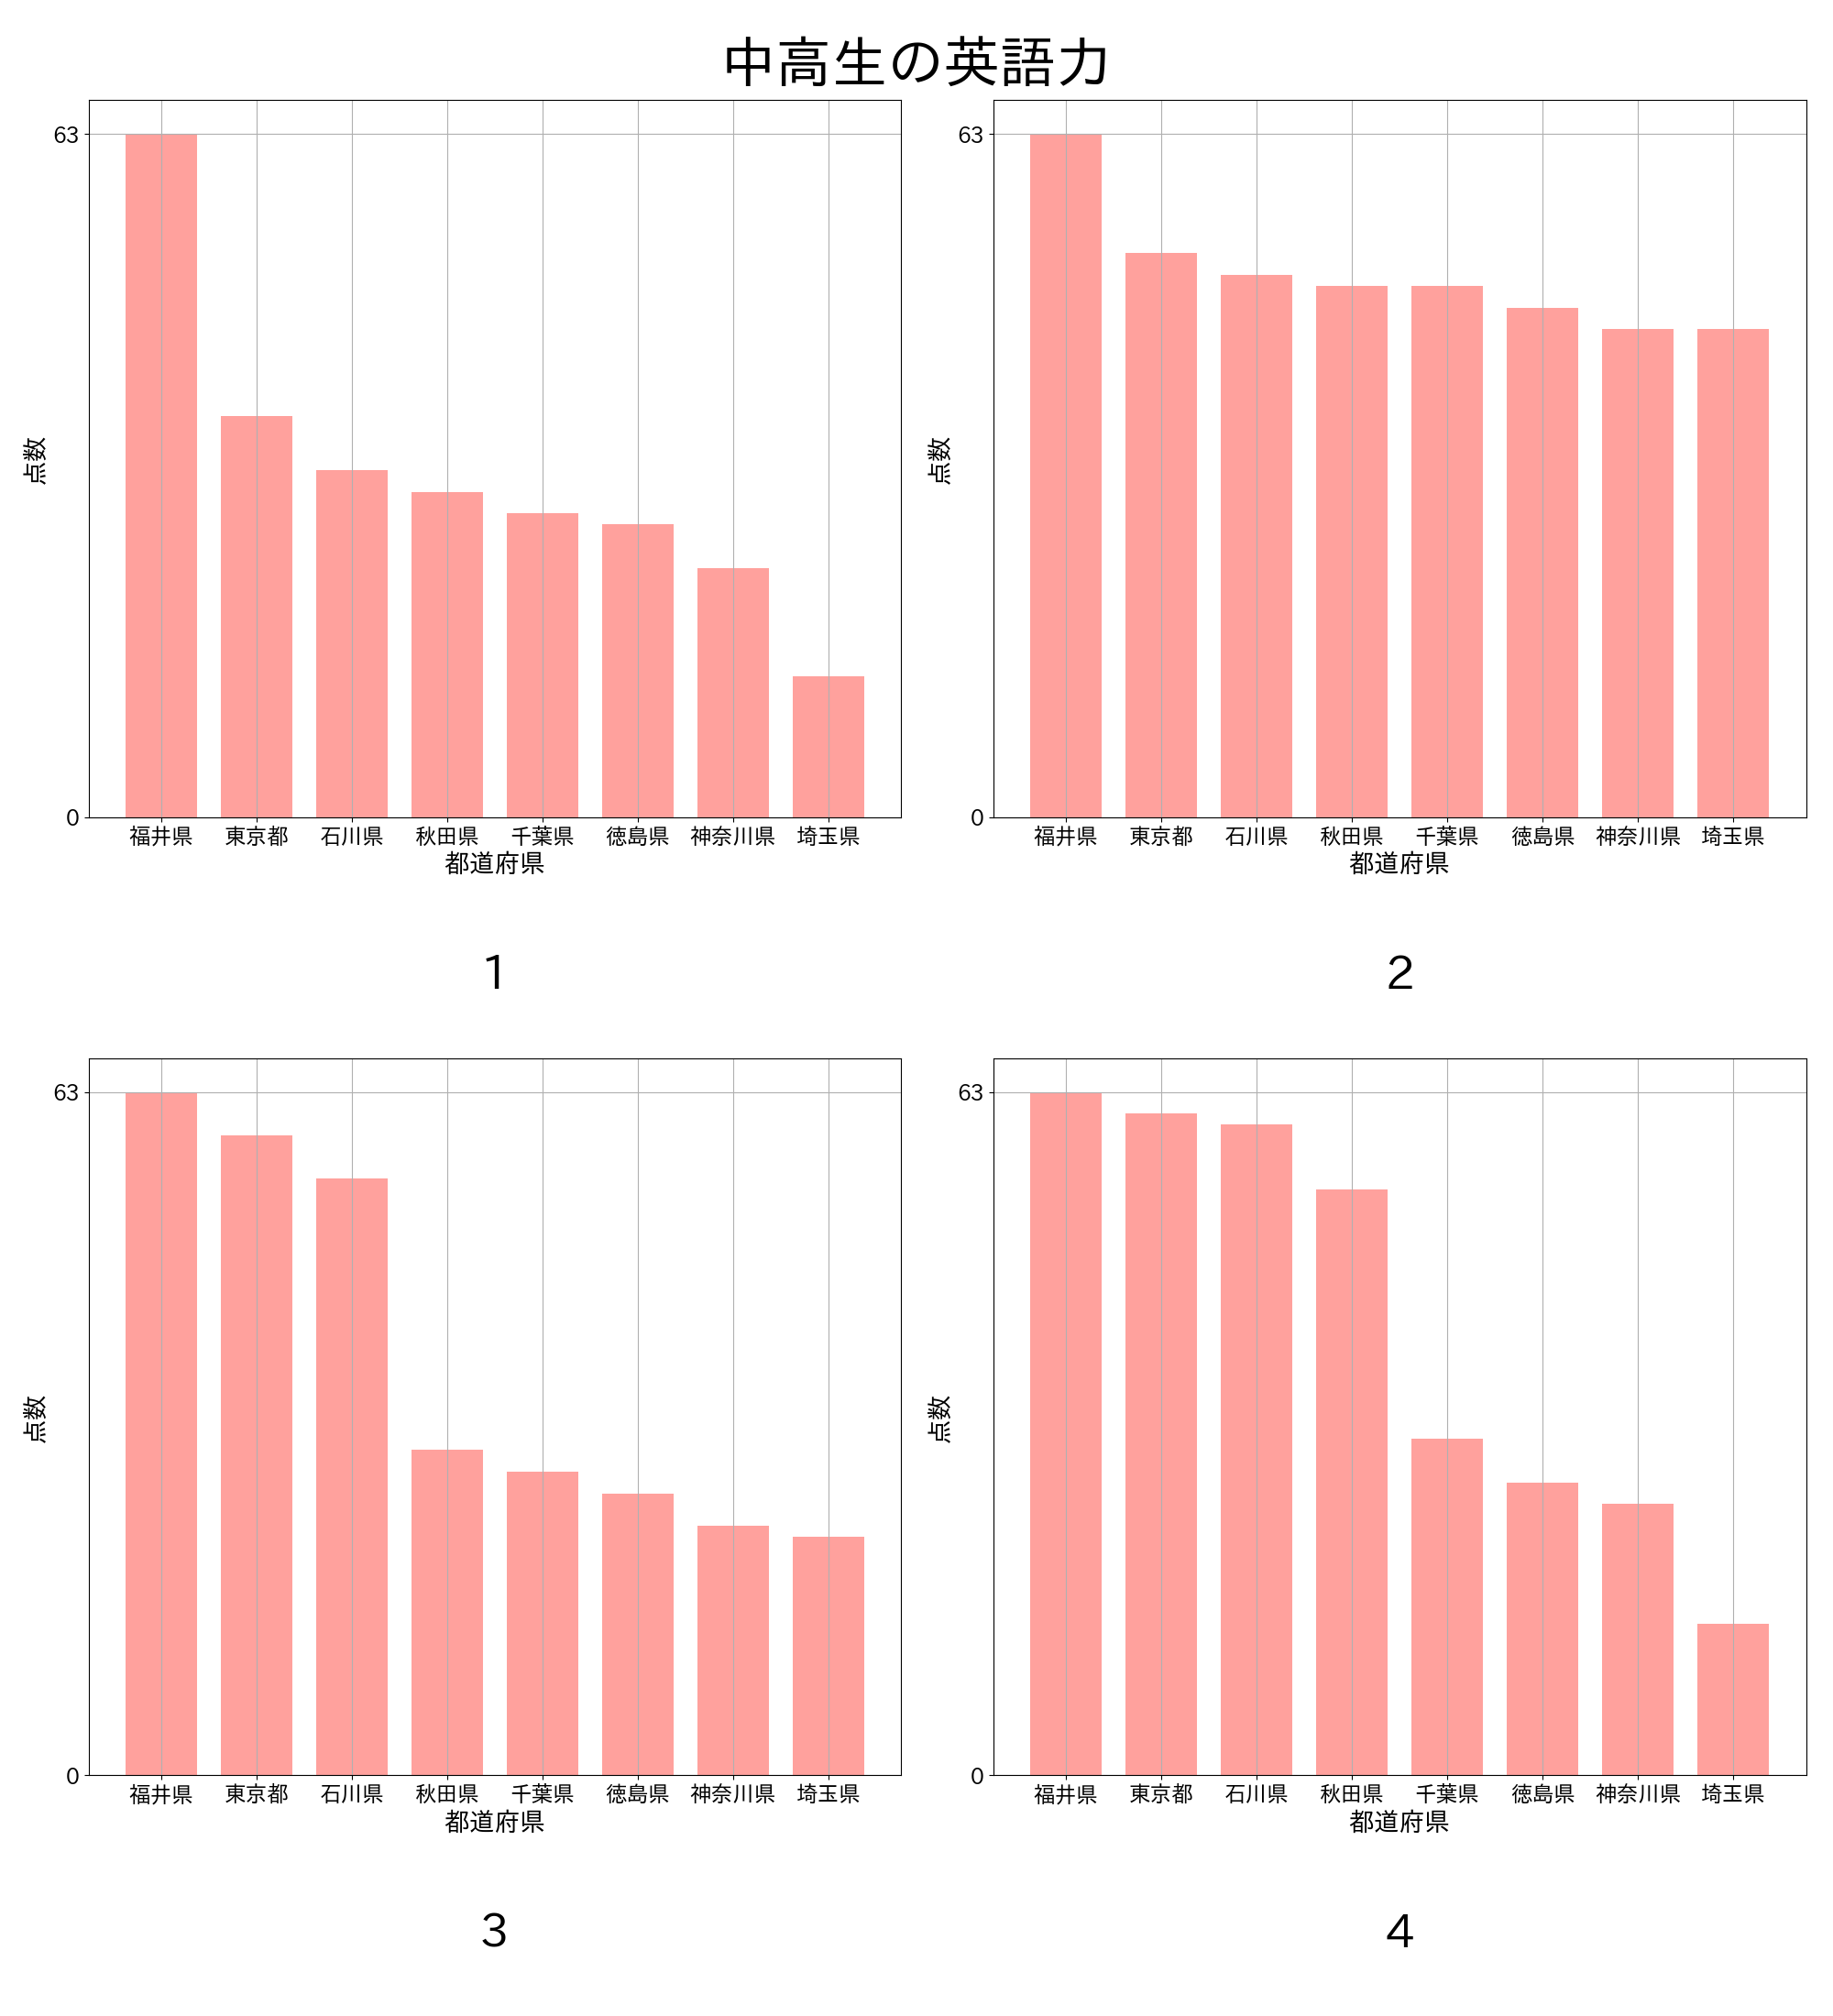 中高生の英語力
63
点数
0
福井県 東京都 石川県 秋田県 千葉県 徳島県 神奈川県 埼玉県
都道府県
1
63
点数
0
福井県 東京都 石川県 秋田県 千葉県 徳島県 神奈川県 埼玉県
都道府県
2
63
点数
0
福井県 東京都 石川県 秋田県 千葉県 徳島県 神奈川県 埼玉県
都道府県
3
63
点数
0
福井県 東京都 石川県 秋田県 千葉県 徳島県 神奈川県 埼玉県
都道府県
4